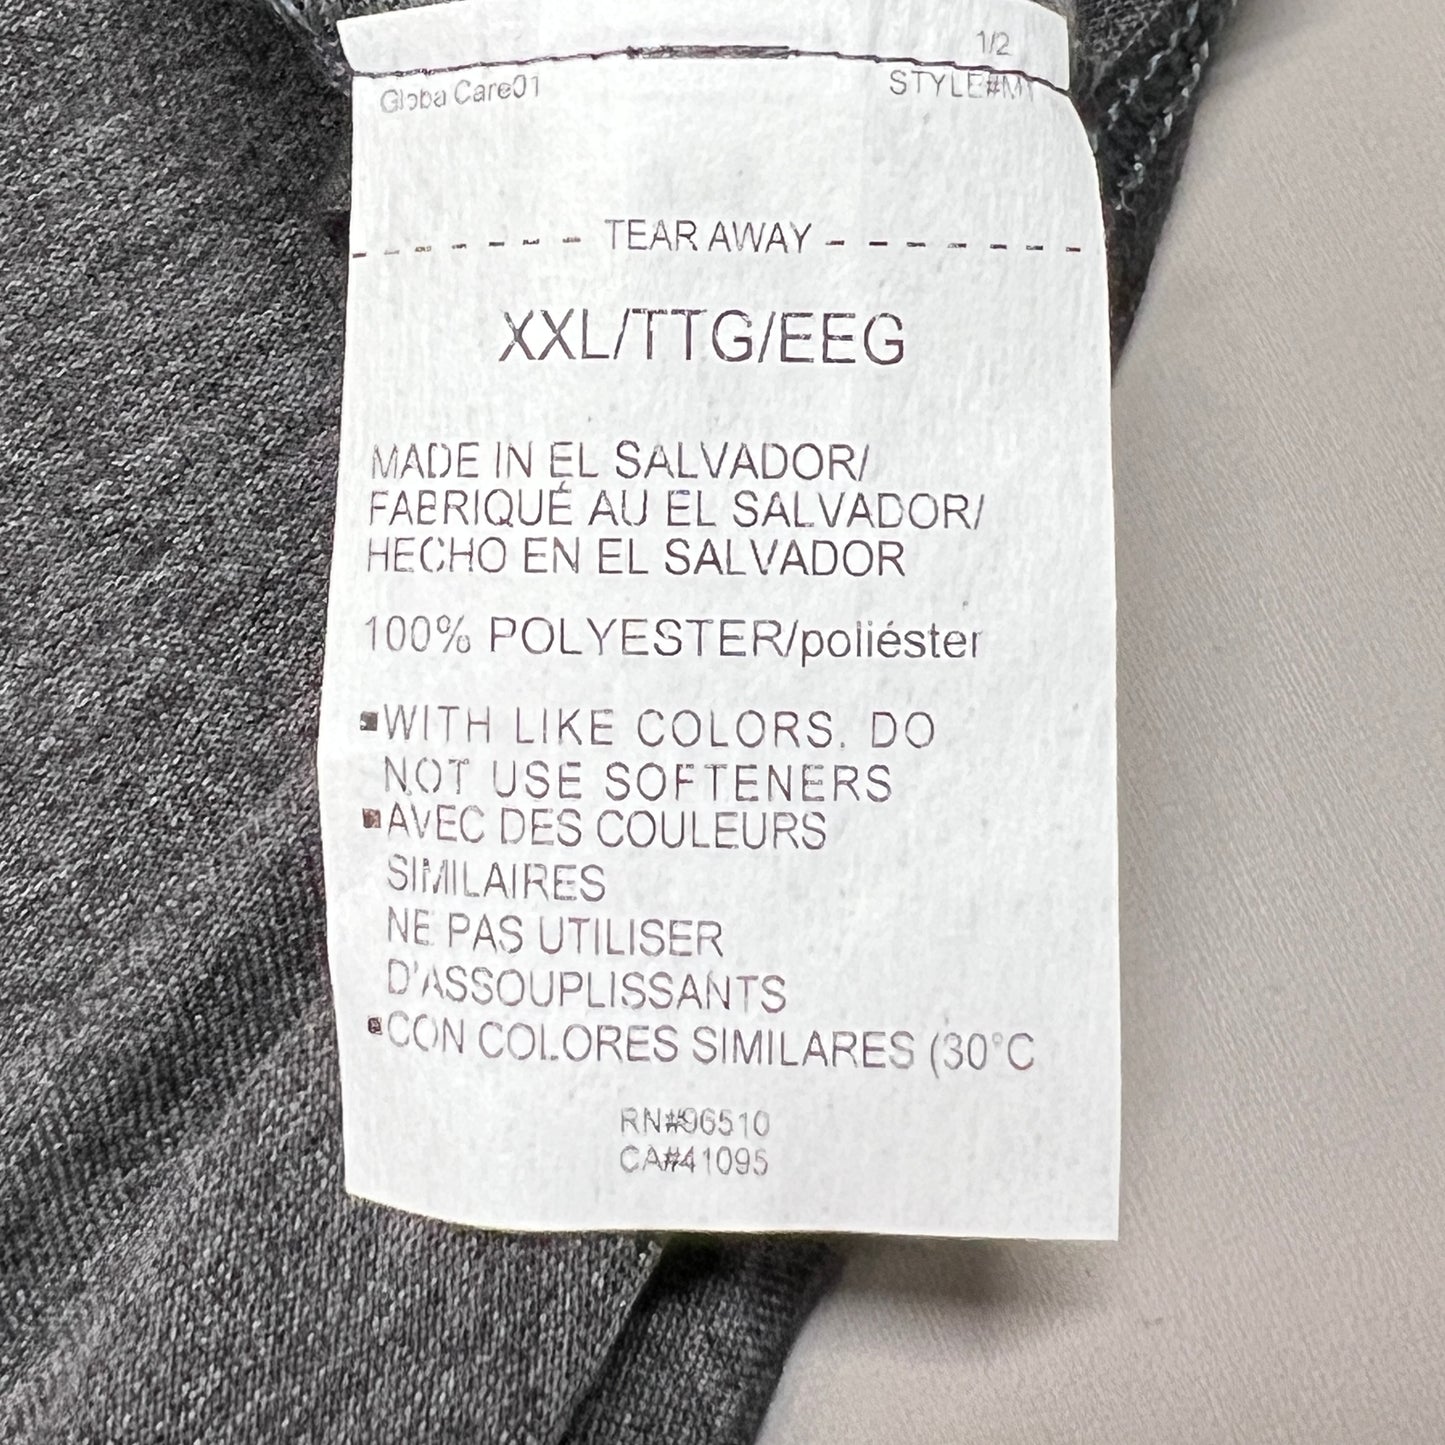 1/2
Globa Care01 STYLE#M
TEAR AWAY
XXL/TTG/EEG
MADE IN EL SALVADOR/
FABRIQUÉ AU EL SALVADOR/
HECHO EN EL SALVADOR
100% POLYESTER/poliéster
▪WITH LIKE COLORS. DO
NOT USE SOFTENERS
▪AVEC DES COULEURS
SIMILAIRES
NE PAS UTILISER
D'ASSOUPLISSANTS
▪CON COLORES SIMILARES (30°C
RN#96510
CA#41095